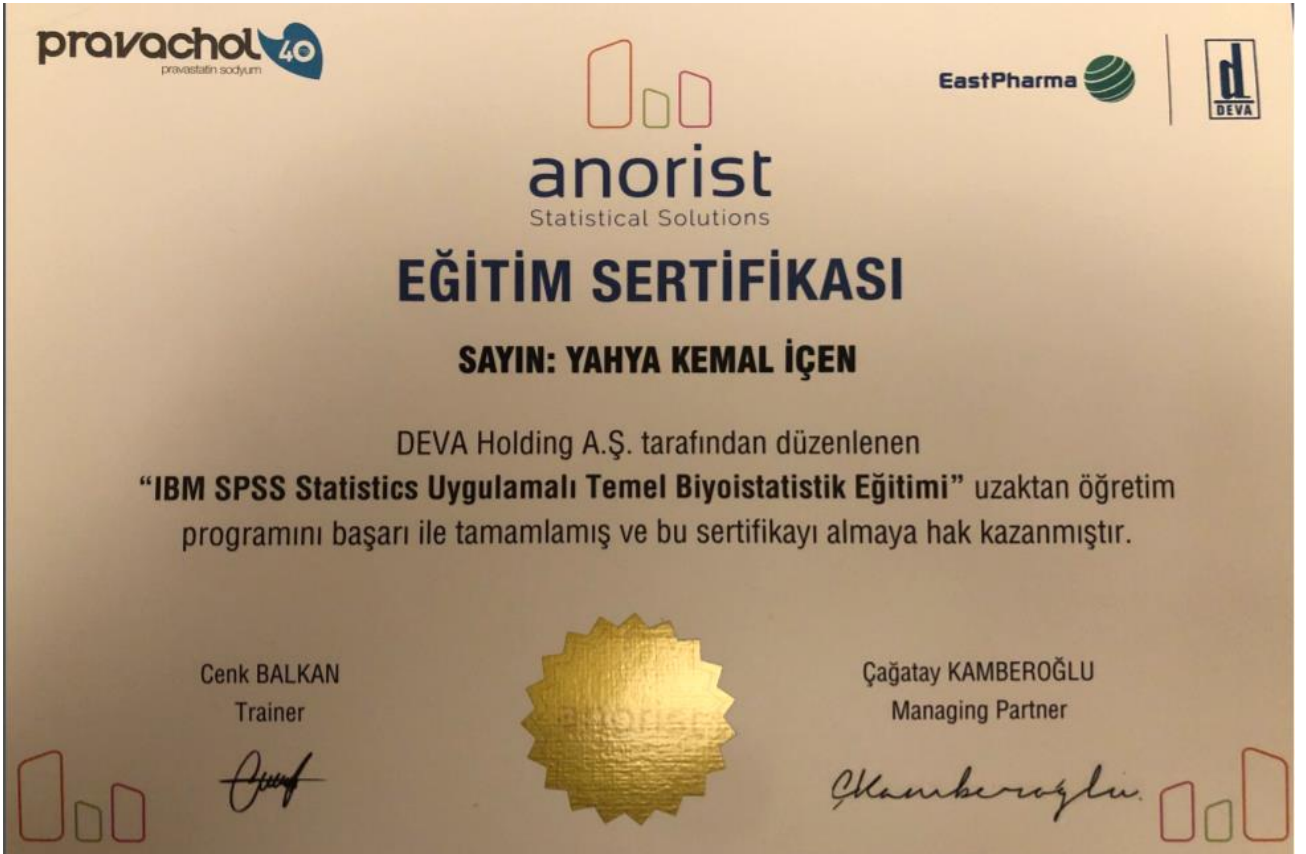 pravachol 40
pravastatin sodyum
EastPharma
d
DEVA
anorist
Statistical Solutions
EĞİTİM SERTİFİKASI
SAYIN: YAHYA KEMAL İÇEN
DEVA Holding A.Ş. tarafından düzenlenen
“IBM SPSS Statistics Uygulamalı Temel Biyoistatistik Eğitimi” uzaktan öğretim
programını başarı ile tamamlamış ve bu sertifikayı almaya hak kazanmıştır.
Cenk BALKAN
Trainer
Çağatay KAMBEROĞLU
Managing Partner
ÇKamberoğlu